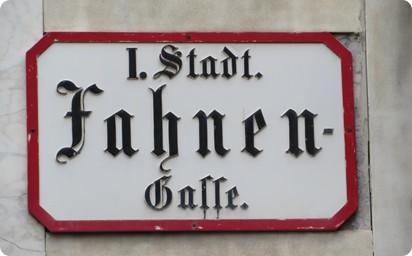 I. Stadt.
Fahnen-
Gaſſe.